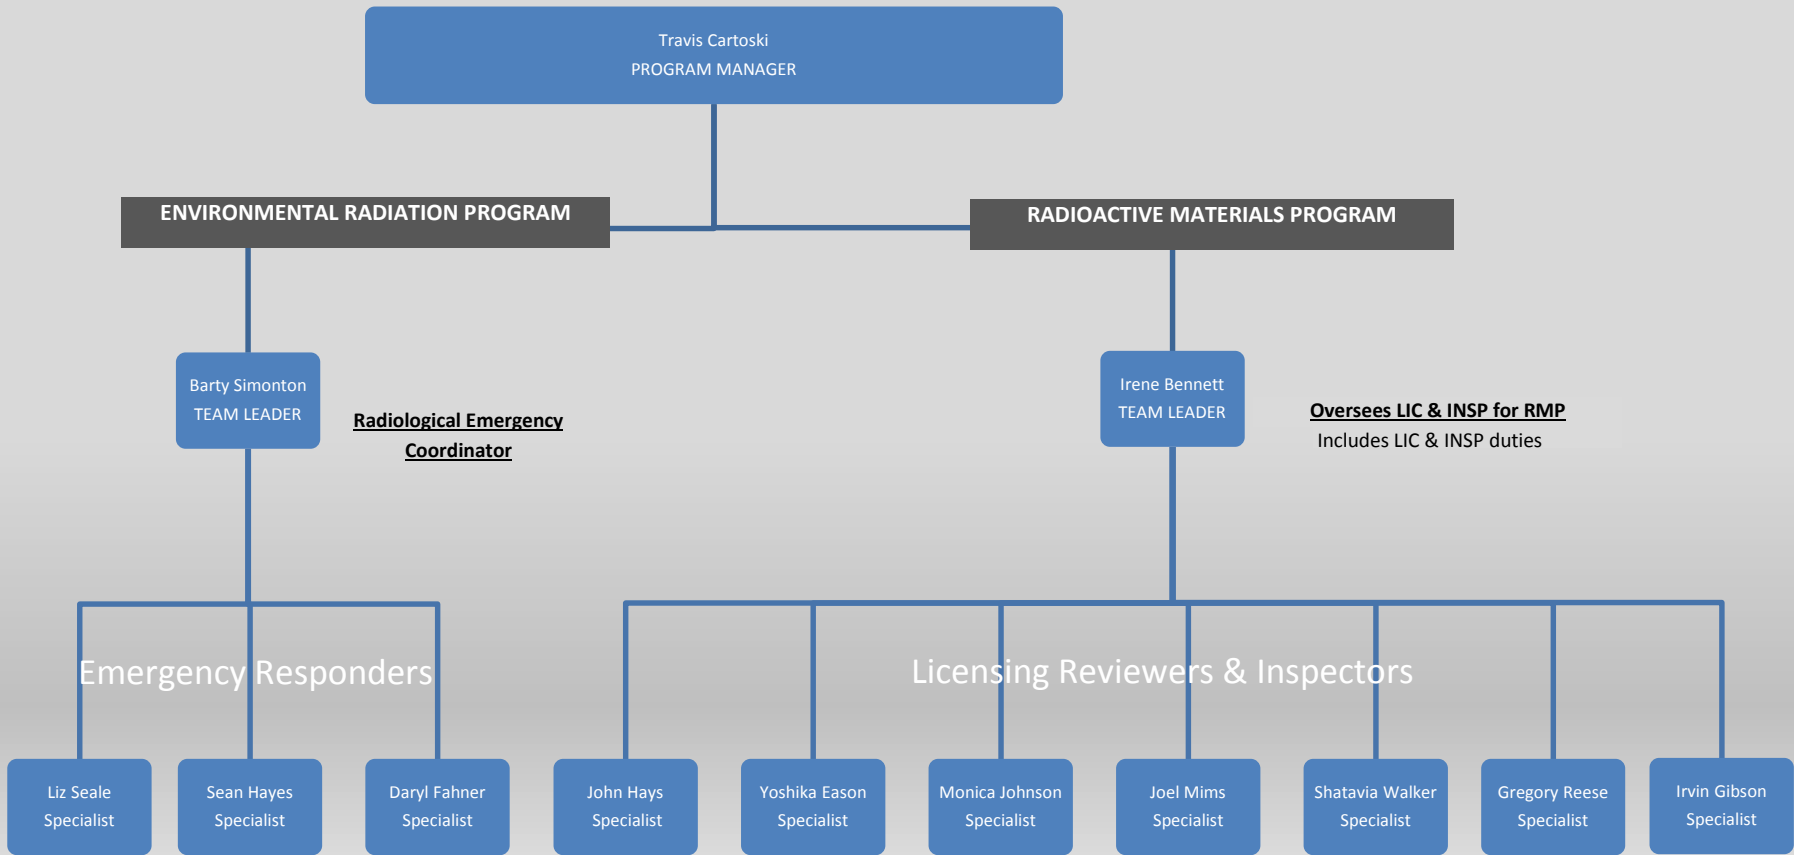 Travis Cartoski
PROGRAM MANAGER
ENVIRONMENTAL RADIATION PROGRAM
RADIOACTIVE MATERIALS PROGRAM
Barty Simonton
TEAM LEADER
Radiological Emergency
Coordinator
Irene Bennett
TEAM LEADER
Oversees LIC & INSP for RMP
Includes LIC & INSP duties
Emergency Responders
Licensing Reviewers & Inspectors
Liz Seale
Specialist
Sean Hayes
Specialist
Daryl Fahner
Specialist
John Hays
Specialist
Yoshika Eason
Specialist
Monica Johnson
Specialist
Joel Mims
Specialist
Shatavia Walker
Specialist
Gregory Reese
Specialist
Irvin Gibson
Specialist